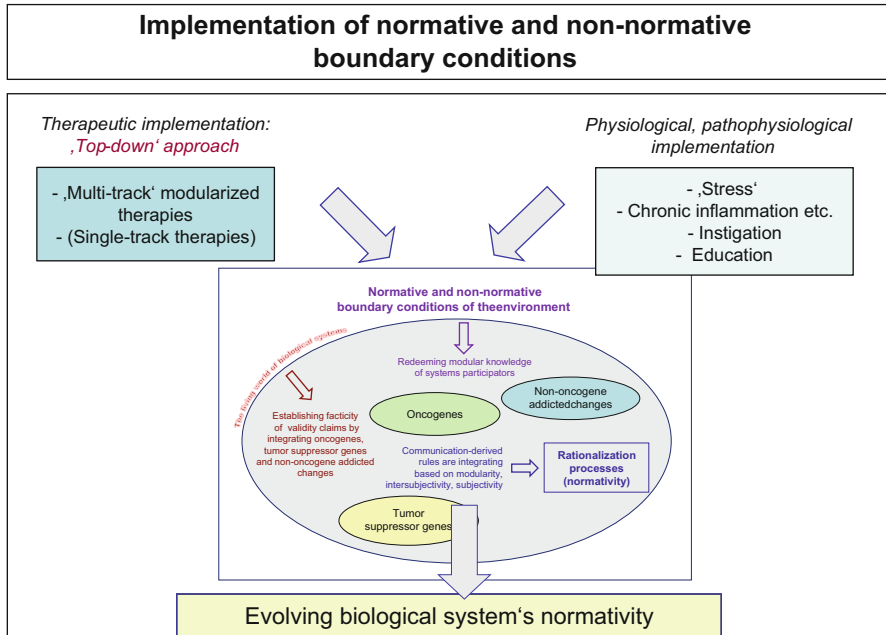 Implementation of normative and non-normative
boundary conditions
Therapeutic implementation:
‚Top-down‘ approach
- ‚Multi-track‘ modularized
therapies
- (Single-track therapies)
Physiological, pathophysiological
implementation
- ‚Stress‘
- Chronic inflammation etc.
- Instigation
- Education
Normative and non-normative
boundary conditions of theenvironment
The living world of biological systems
Redeeming modular knowledge
of systems participators
Non-oncogene
addictedchanges
Oncogenes
Establishing facticity
of validity claims by
integrating oncogenes,
tumor suppressor genes
and non-oncogene addicted
changes
Communication-derived
rules are integrating
based on modularity,
intersubjectivity, subjectivity
Rationalization
processes
(normativity)
Tumor
suppressor genes
Evolving biological system‘s normativity